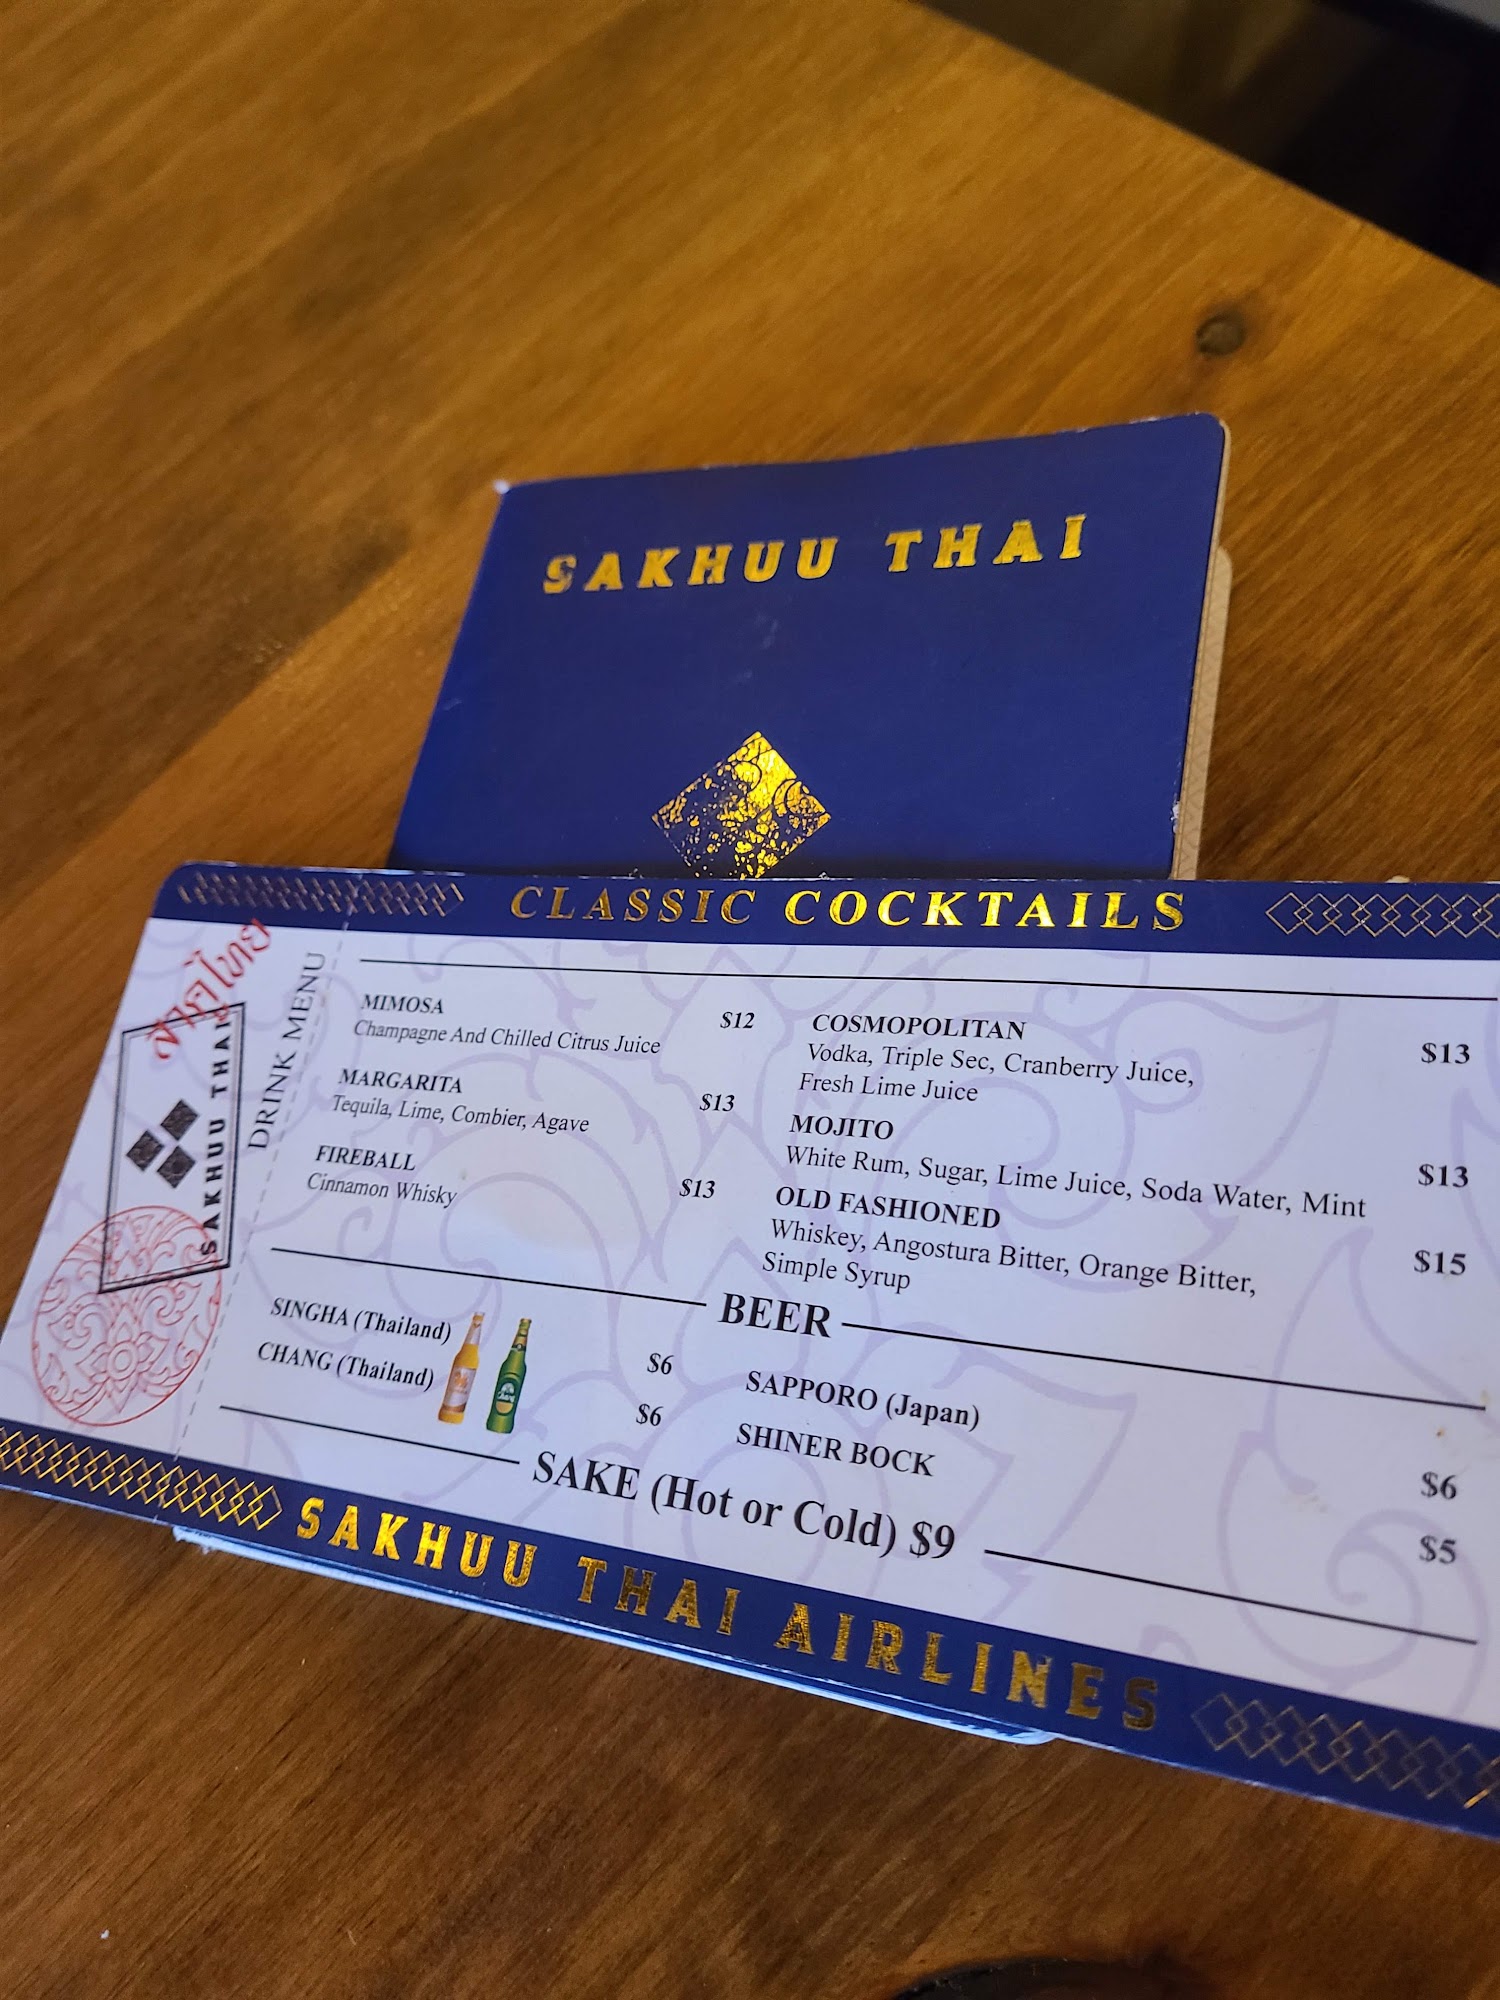 SAKHUU THAI
CLASSIC COCKTAILS
สาคูไทย
SAKHUU THAI
DRINK MENU
MIMOSA $12
Champagne And Chilled Citrus Juice
MARGARITA $13
Tequila, Lime, Combier, Agave
FIREBALL $13
Cinnamon Whisky
COSMOPOLITAN $13
Vodka, Triple Sec, Cranberry Juice,
Fresh Lime Juice
MOJITO $13
White Rum, Sugar, Lime Juice, Soda Water, Mint
OLD FASHIONED $15
Whiskey, Angostura Bitter, Orange Bitter,
Simple Syrup
BEER
SINGHA (Thailand) $6
CHANG (Thailand) $6
SAPPORO (Japan) $6
SHINER BOCK $5
SAKE (Hot or Cold) $9
SAKHUU THAI AIRLINES